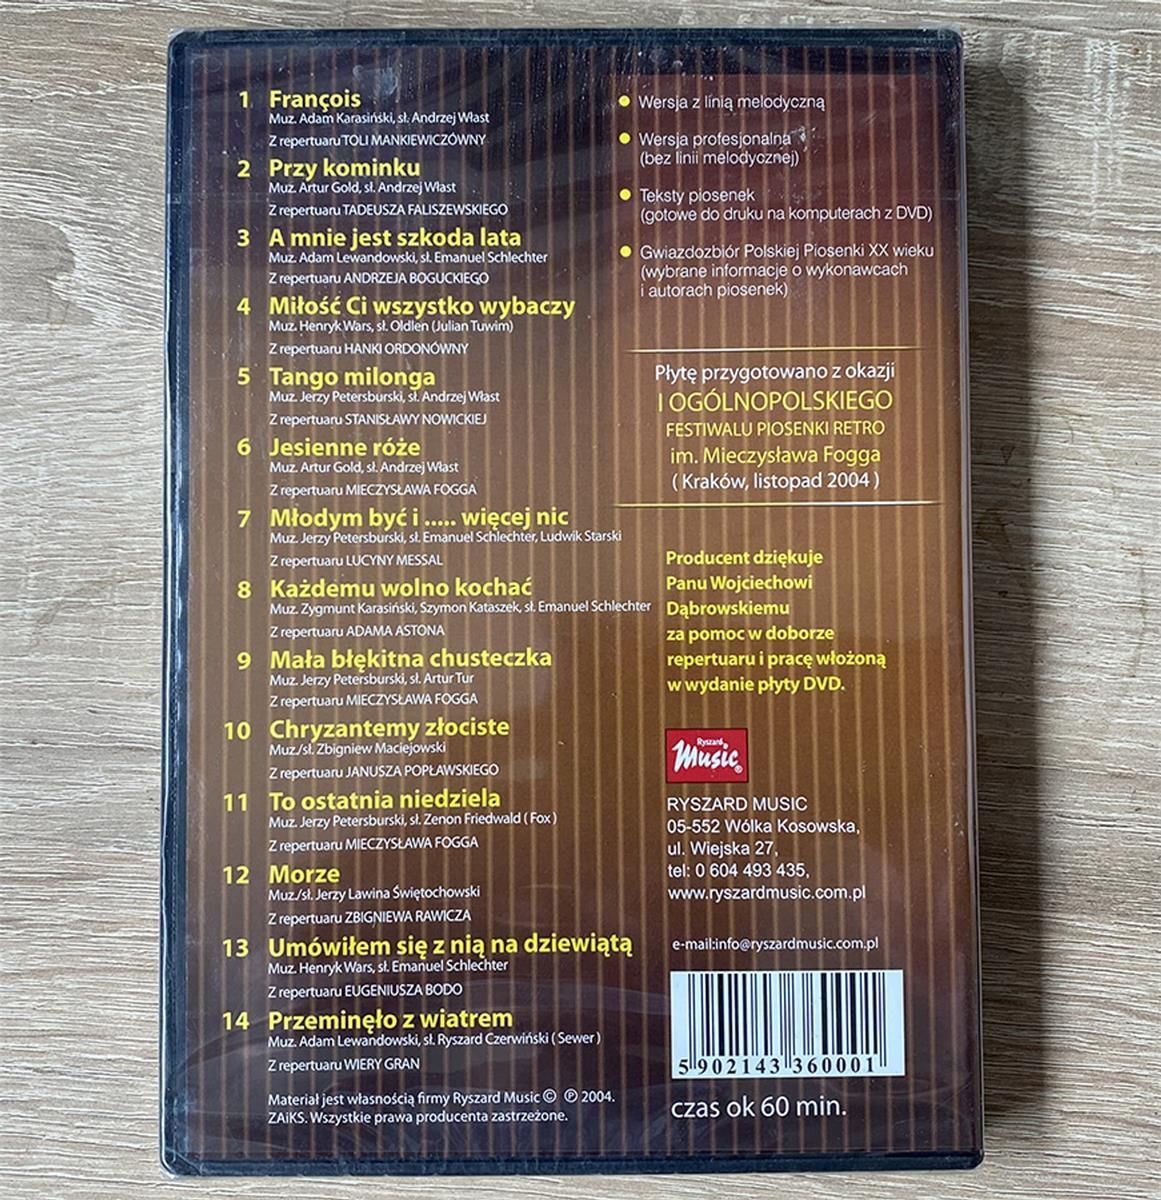 1 François
Muz. Adam Karasiński, sł. Andrzej Włast
Z repertuaru TOLI MANKIEWICZÓWNY
2 Przy kominku
Muz. Artur Gold, sł. Andrzej Włast
Z repertuaru TADEUSZA FALISZEWSKIEGO
3 A mnie jest szkoda lata
Muz. Adam Lewandowski, sł. Emanuel Schlechter
Z repertuaru ANDRZEJA BOGUCKIEGO
4 Miłość Ci wszystko wybaczy
Muz. Henryk Wars, sł. Oldlen (Julian Tuwim)
Z repertuaru HANKI ORDONÓWNY
5 Tango milonga
Muz. Jerzy Petersburski, sł. Andrzej Włast
Z repertuaru STANISŁAWY NOWICKIEJ
6 Jesienne róże
Muz. Artur Gold, sł. Andrzej Włast
Z repertuaru MIECZYSŁAWA FOGGA
7 Młodym być i ..... więcej nic
Muz. Jerzy Petersburski, sł. Emanuel Schlechter, Ludwik Starski
Z repertuaru LUCYNY MESSAL
8 Każdemu wolno kochać
Muz. Zygmunt Karasiński, Szymon Kataszek, sł. Emanuel Schlechter
Z repertuaru ADAMA ASTONA
9 Mała błękitna chusteczka
Muz. Jerzy Petersburski, sł. Artur Tur
Z repertuaru MIECZYSŁAWA FOGGA
10 Chryzantemy złociste
Muz./sł. Zbigniew Maciejowski
Z repertuaru JANUSZA POPŁAWSKIEGO
11 To ostatnia niedziela
Muz. Jerzy Petersburski, sł. Zenon Friedwald ( Fox )
Z repertuaru MIECZYSŁAWA FOGGA
12 Morze
Muz./sł. Jerzy Lawina Świętochowski
Z repertuaru ZBIGNIEWA RAWICZA
13 Umówiłem się z nią na dziewiątą
Muz. Henryk Wars, sł. Emanuel Schlechter
Z repertuaru EUGENIUSZA BODO
14 Przeminęło z wiatrem
Muz. Adam Lewandowski, sł. Ryszard Czerwiński ( Sewer )
Z repertuaru WIERY GRAN
Materiał jest własnością firmy Ryszard Music © ℗ 2004.
ZAiKS. Wszystkie prawa producenta zastrzeżone.
● Wersja z linią melodyczną
● Wersja profesjonalna
(bez linii melodycznej)
● Teksty piosenek
(gotowe do druku na komputerach z DVD)
● Gwiazdozbiór Polskiej Piosenki XX wieku
(wybrane informacje o wykonawcach
i autorach piosenek)
Płytę przygotowano z okazji
I OGÓLNOPOLSKIEGO
FESTIWALU PIOSENKI RETRO
im. Mieczysława Fogga
( Kraków, listopad 2004 )
Producent dziękuje
Panu Wojciechowi
Dąbrowskiemu
za pomoc w doborze
repertuaru i pracę włożoną
w wydanie płyty DVD.
Ryszard
Music®
RYSZARD MUSIC
05-552 Wólka Kosowska,
ul. Wiejska 27,
tel: 0 604 493 435,
www.ryszardmusic.com.pl
e-mail:info@ryszardmusic.com.pl
5 902143 360001
czas ok 60 min.